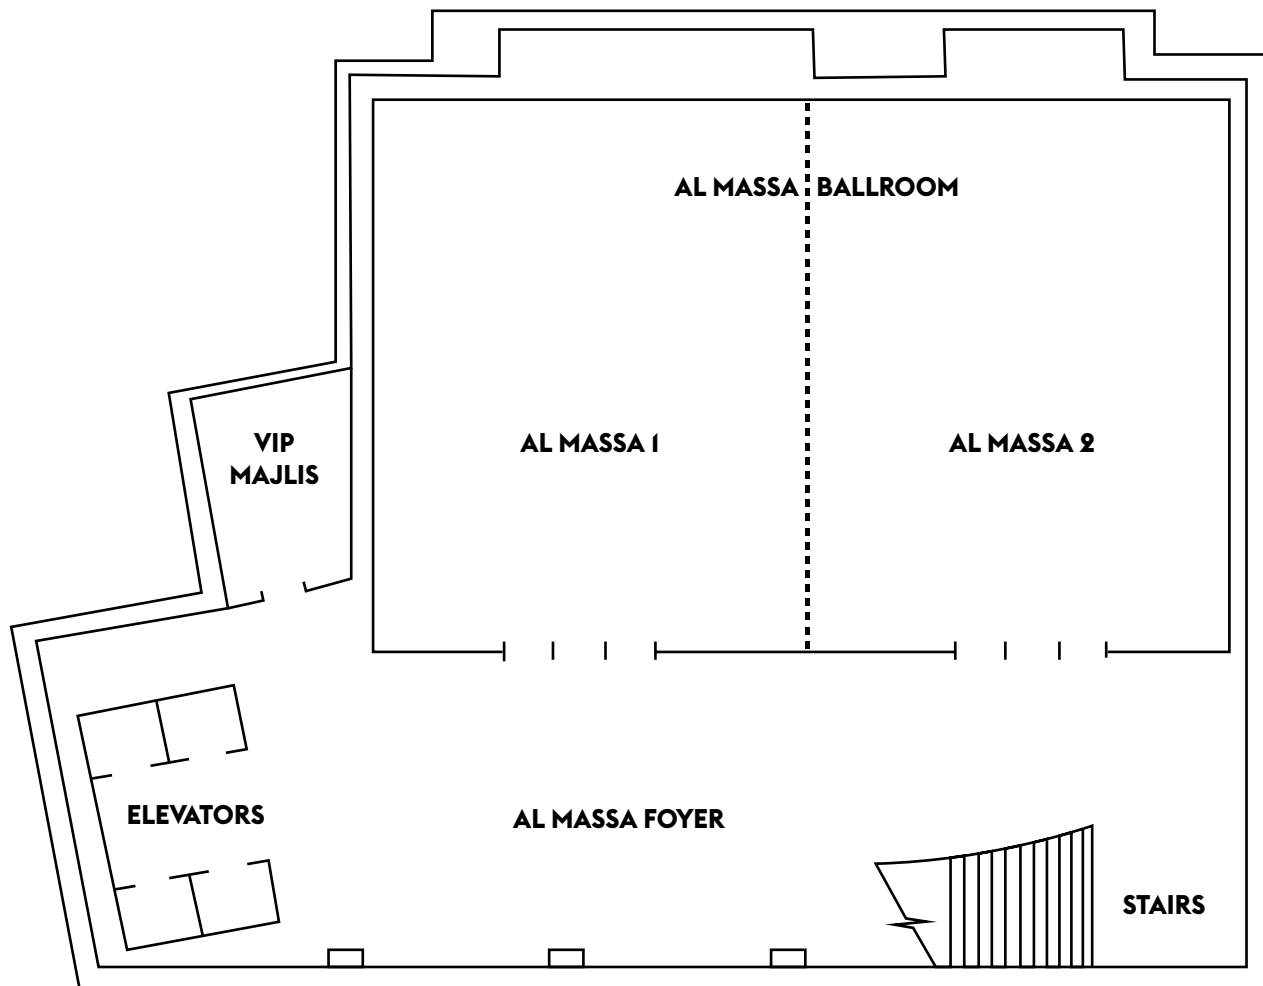 AL MASSA BALLROOM
VIP
MAJLIS
AL MASSA 1
AL MASSA 2
ELEVATORS
AL MASSA FOYER
STAIRS